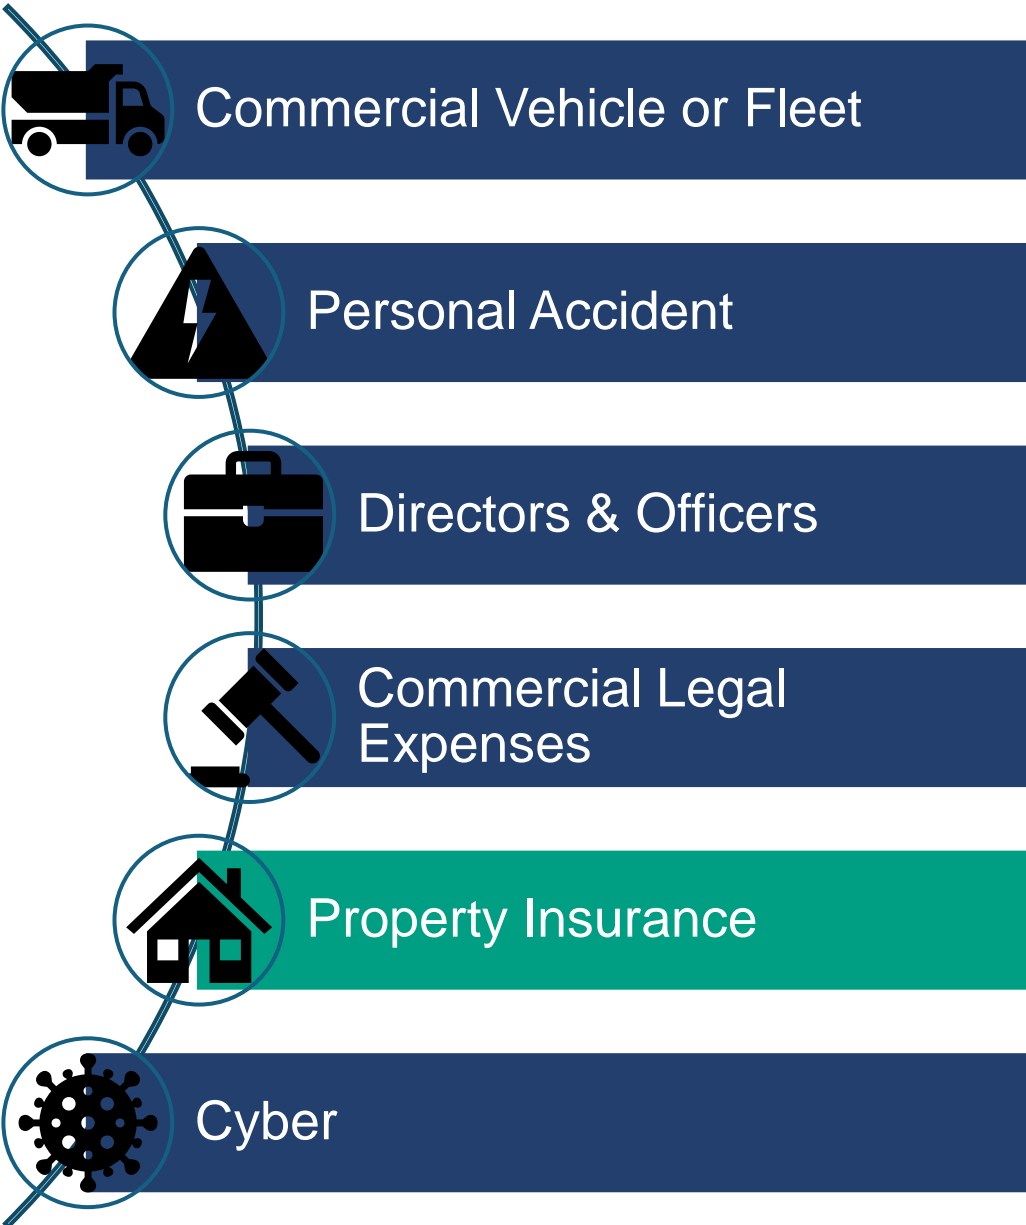 Commercial Vehicle or Fleet
Personal Accident
Directors & Officers
Commercial Legal
Expenses
Property Insurance
Cyber